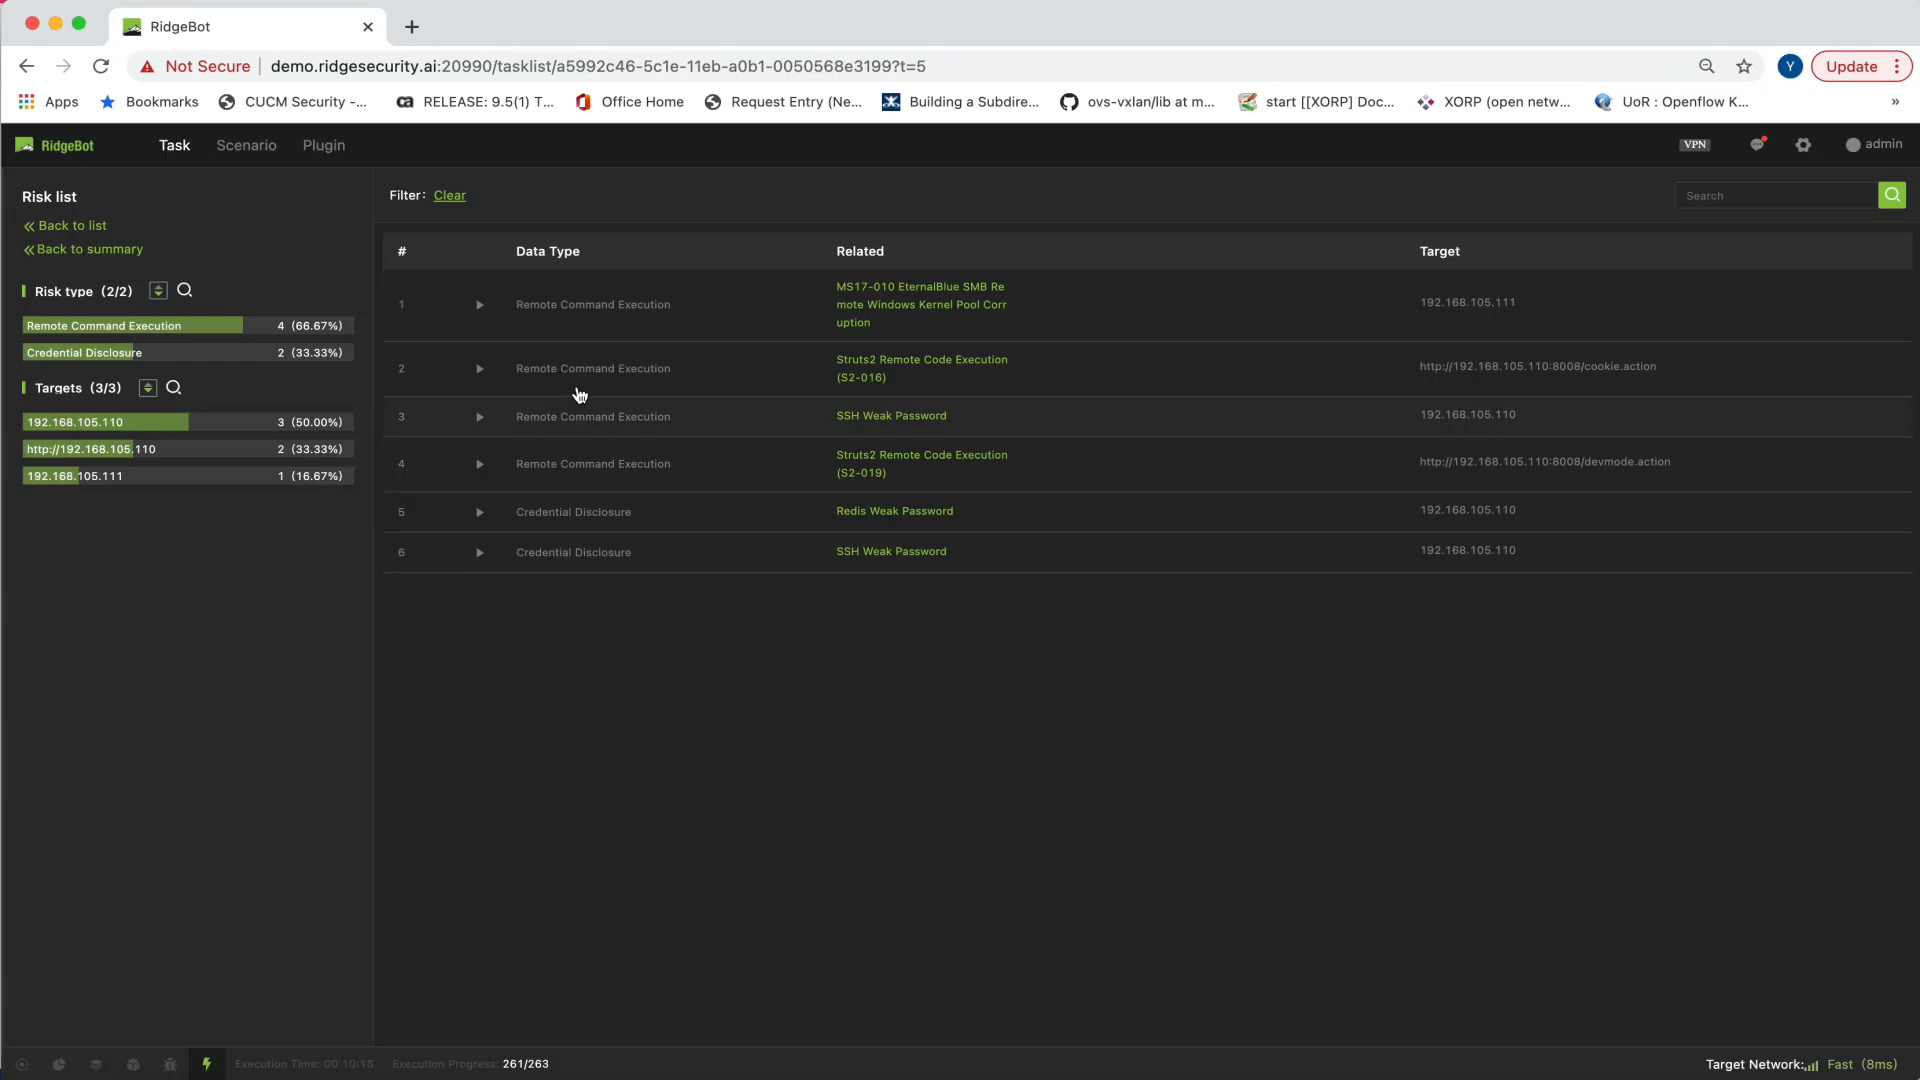 RidgeBot
Not Secure demo.ridgesecurity.ai:20990/tasklist/a5992c46-5c1e-11eb-a0b1-0050568e3199?t=5 Y Update
Apps Bookmarks CUCM Security -... RELEASE: 9.5(1) T... Office Home Request Entry (Ne... Building a Subdire... ovs-vxlan/lib at m... start [[XORP] Doc... XORP (open netw... UoR : Openflow K... »
RidgeBot Task Scenario Plugin VPN admin
Risk list
Back to list
Back to summary
Risk type (2/2)
Remote Command Execution 4 (66.67%)
Credential Disclosure 2 (33.33%)
Targets (3/3)
192.168.105.110 3 (50.00%)
http://192.168.105.110 2 (33.33%)
192.168.105.111 1 (16.67%)
Filter: Clear Search
# Data Type Related Target
1 Remote Command Execution MS17-010 EternalBlue SMB Re 192.168.105.111
mote Windows Kernel Pool Corr
uption
2 Remote Command Execution Struts2 Remote Code Execution http://192.168.105.110:8008/cookie.action
(S2-016)
3 Remote Command Execution SSH Weak Password 192.168.105.110
4 Remote Command Execution Struts2 Remote Code Execution http://192.168.105.110:8008/devmode.action
(S2-019)
5 Credential Disclosure Redis Weak Password 192.168.105.110
6 Credential Disclosure SSH Weak Password 192.168.105.110
Execution Time: 00:10:18 Execution Progress: 261/263 Target Network: Fast (8ms)